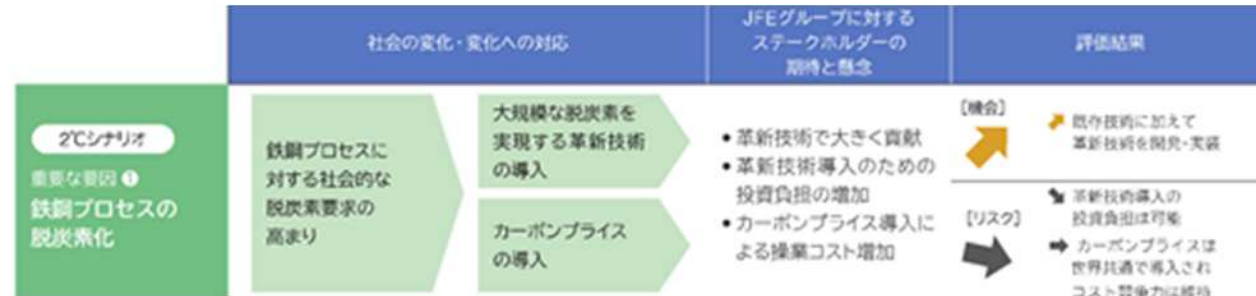 社会の変化・変化への対応
JFEグループに対する
ステークホルダーの
期待と懸念
評価結果
2℃シナリオ
重要な要因 ❶
鉄鋼プロセスの
脱炭素化
鉄鋼プロセスに
対する社会的な
脱炭素要求の
高まり
大規模な脱炭素を
実現する革新技術
の導入
カーボンプライス
の導入
● 革新技術で大きく貢献
● 革新技術導入のための
投資負担の増加
● カーボンプライス導入に
よる操業コスト増加
[機会]
既存技術に加えて
革新技術を開発・実装
[リスク]
革新技術導入の
投資負担は可能
カーボンプライスは
世界共通で導入され
コスト競争力は維持